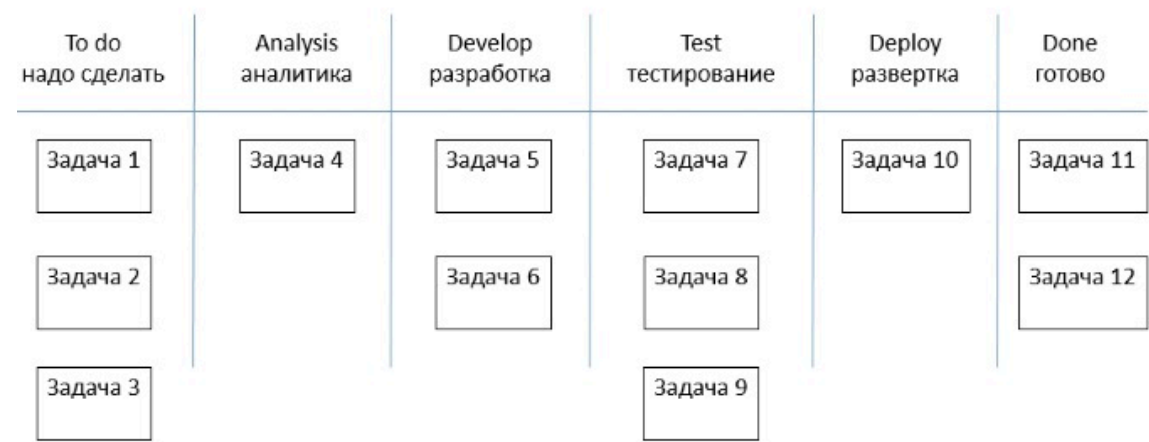 To do
надо сделать
Analysis
аналитика
Develop
разработка
Test
тестирование
Deploy
развертка
Done
готово
Задача 1
Задача 4
Задача 5
Задача 7
Задача 10
Задача 11
Задача 2
Задача 6
Задача 8
Задача 12
Задача 3
Задача 9